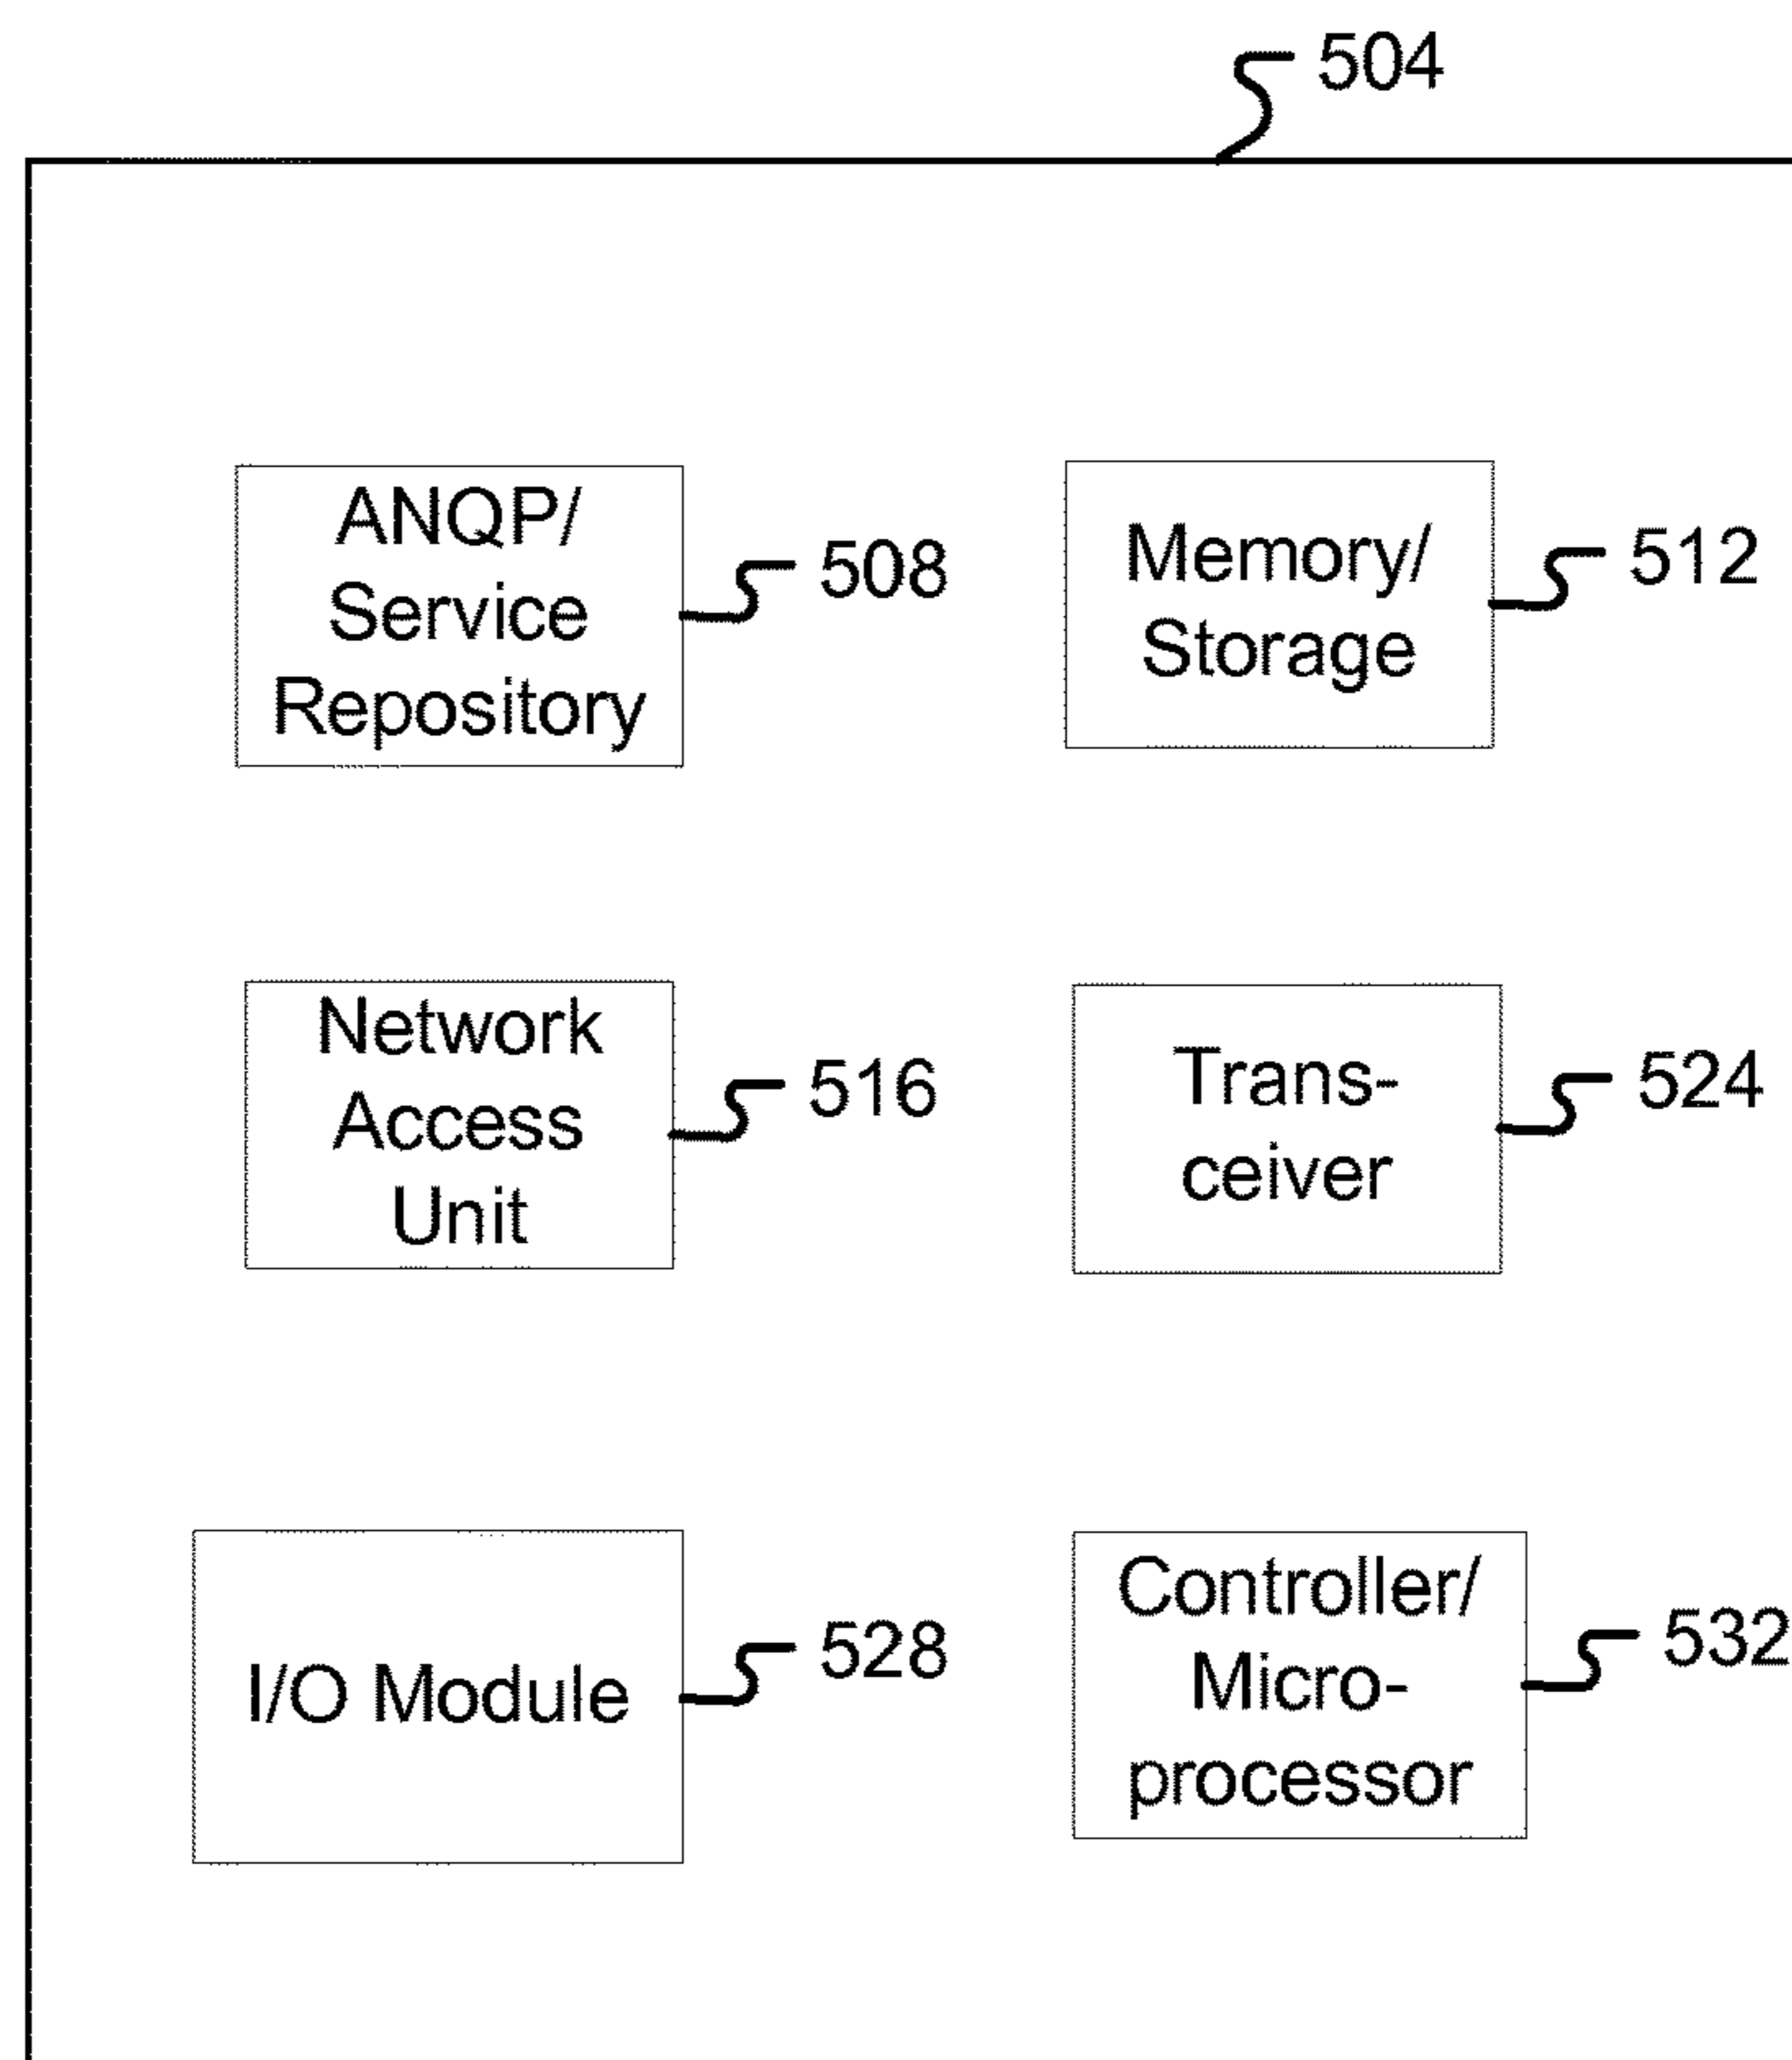 504
ANQP/
Service
Repository
508
Memory/
Storage
512
Network
Access
Unit
516
Trans-
ceiver
524
I/O Module
528
Controller/
Micro-
processor
532